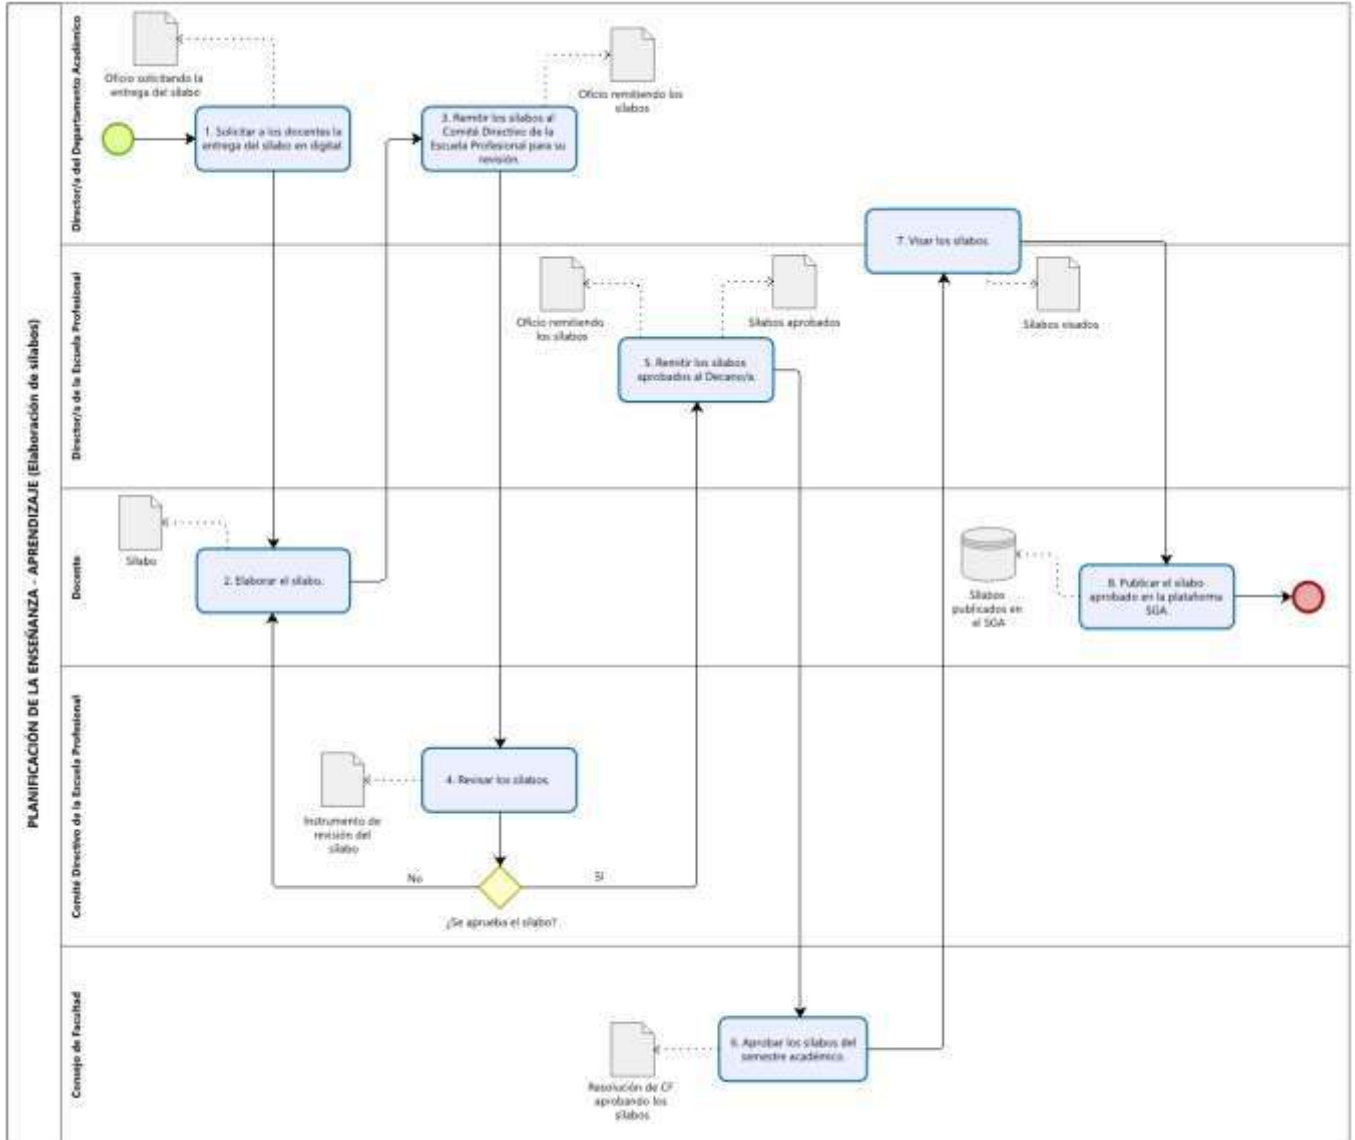 PLANIFICACIÓN DE LA ENSEÑANZA - APRENDIZAJE (Elaboración de sílabos)
Director/a del Departamento Académico
Oficio solicitando la
entrega del sílabo
1. Solicitar a los docentes la
entrega del sílabo en digital.
3. Remitir los sílabos al
Comité Directivo de la
Escuela Profesional para su
revisión.
Oficio remitiendo los
sílabos
7. Visar los sílabos.
Director/a de la Escuela Profesional
Oficio remitiendo
los sílabos
Sílabos aprobados
Sílabos visados
5. Remitir los sílabos
aprobados al Decano/a.
Docente
Sílabo
2. Elaborar el sílabo.
Sílabos
publicados en
el SGA
8. Publicar el sílabo
aprobado en la plataforma
SGA.
Comité Directivo de la Escuela Profesional
4. Revisar los sílabos.
Instrumento de
revisión del
sílabo
No
Sí
¿Se aprueba el sílabo?
Consejo de Facultad
6. Aprobar los sílabos del
semestre académico.
Resolución de CF
aprobando los
sílabos